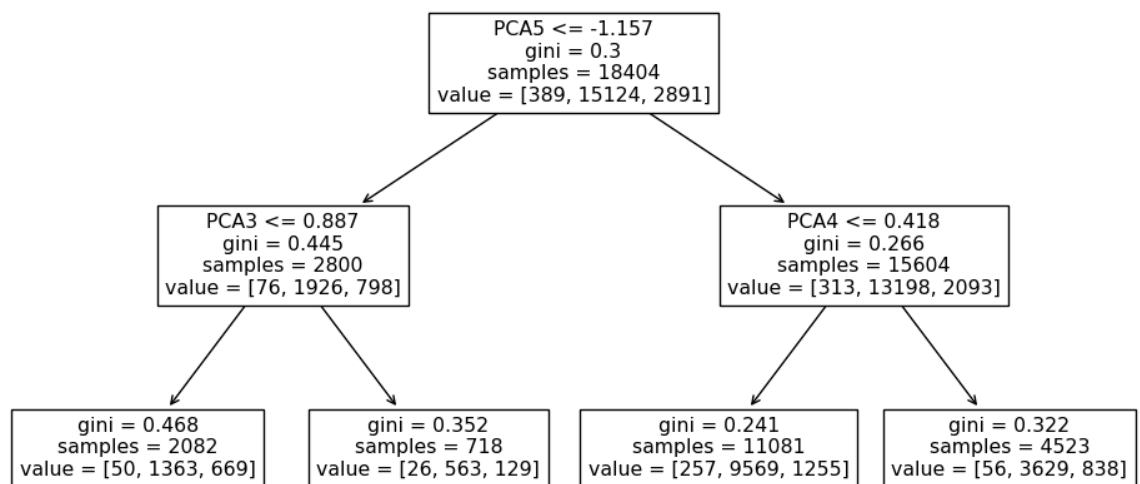 PCA5 <= -1.157
gini = 0.3
samples = 18404
value = [389, 15124, 2891]
PCA3 <= 0.887
gini = 0.445
samples = 2800
value = [76, 1926, 798]
PCA4 <= 0.418
gini = 0.266
samples = 15604
value = [313, 13198, 2093]
gini = 0.468
samples = 2082
value = [50, 1363, 669]
gini = 0.352
samples = 718
value = [26, 563, 129]
gini = 0.241
samples = 11081
value = [257, 9569, 1255]
gini = 0.322
samples = 4523
value = [56, 3629, 838]